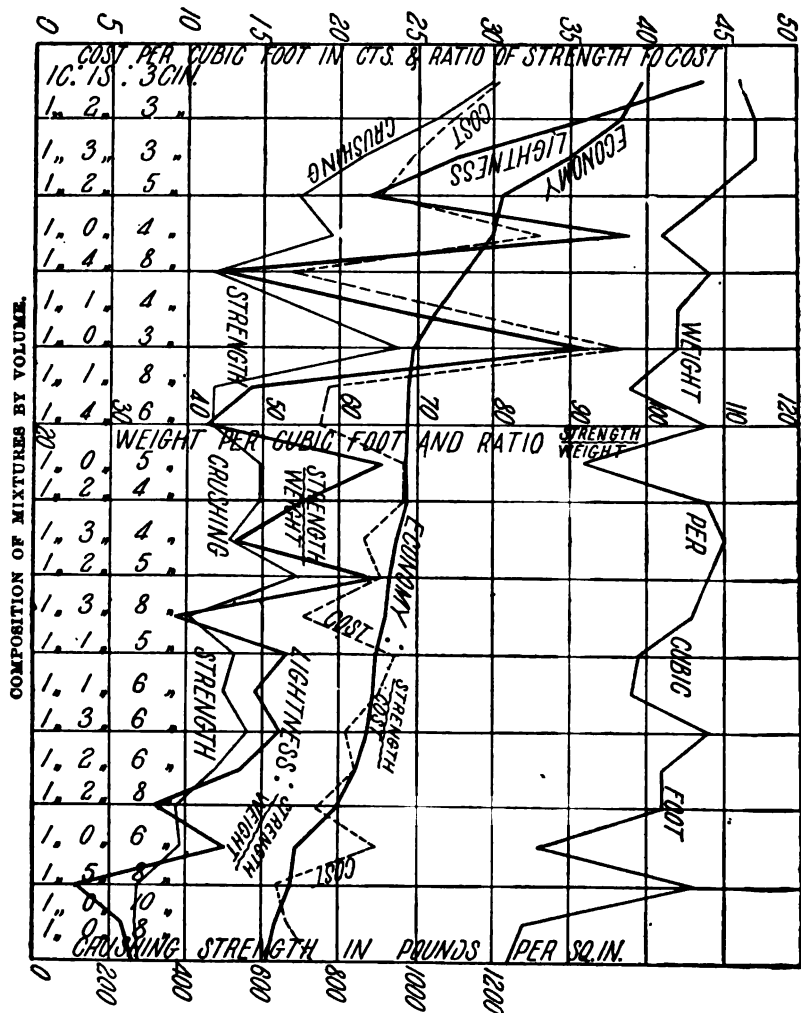 0 5 10 15 20 25 30 35 40 45 50
COST PER CUBIC FOOT IN CTS. & RATIO OF STRENGTH TO COST
1C. 1S. 3CIN.
1 " 2 " 3 "
1 " 3 " 3 "
1 " 2 " 5 "
1 " 0 " 4 "
1 " 4 " 8 "
1 " 1 " 4 "
1 " 0 " 3 "
1 " 1 " 8 "
1 " 4 " 6 "
CRUSHING
COST
LIGHTNESS
ECONOMY
STRENGTH
WEIGHT
20 30 40 50 60 70 80 100 110 120
WEIGHT PER CUBIC FOOT AND RATIO STRENGTH
WEIGHT
1 " 0 " 5 "
1 " 2 " 4 "
1 " 3 " 4 "
1 " 2 " 5 "
1 " 3 " 8 "
1 " 1 " 5 "
1 " 1 " 6 "
1 " 3 " 6 "
1 " 2 " 6 "
1 " 2 " 8 "
1 " 0 " 6 "
1 " 5 " 8 "
1 " 0 " 10 "
1 " 0 " 8 "
CRUSHING
STRENGTH
WEIGHT
ECONOMY:
PER
COST
STRENGTH
LIGHTNESS:
STRENGTH
WEIGHT
STRENGTH
COST
CUBIC
FOOT
COST
CRUSHING STRENGTH IN POUNDS PER SQ. IN.
0 200 400 600 800 1000 1200
COMPOSITION OF MIXTURES BY VOLUME.